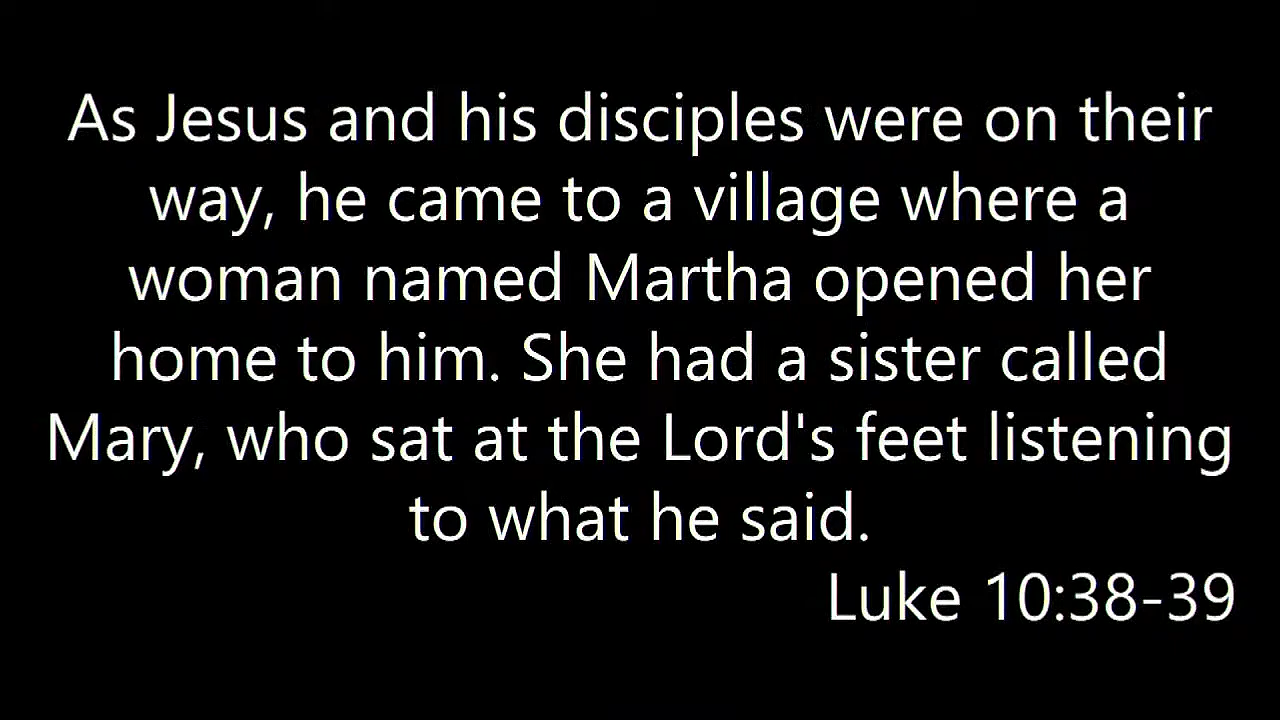 As Jesus and his disciples were on their
way, he came to a village where a
woman named Martha opened her
home to him. She had a sister called
Mary, who sat at the Lord's feet listening
to what he said.
Luke 10:38-39